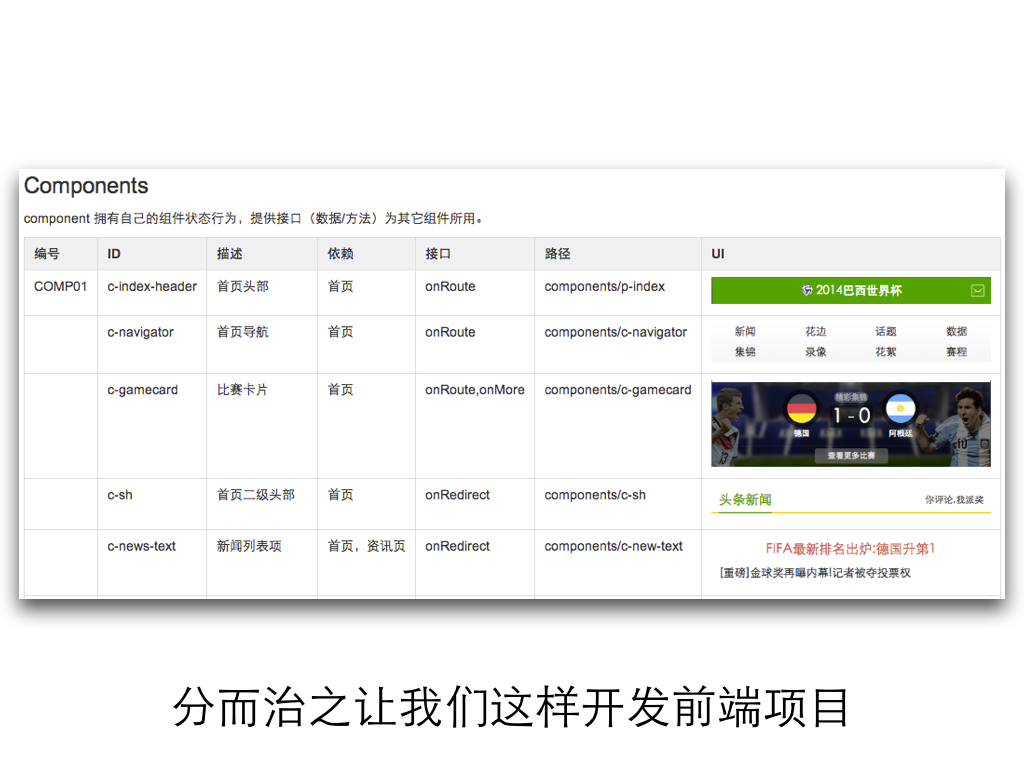 Components
component 拥有自己的组件状态行为，提供接口（数据/方法）为其它组件所用。
编号 ID 描述 依赖 接口 路径 UI
COMP01 c-index-header 首页头部 首页 onRoute components/p-index 2014巴西世界杯
c-navigator 首页导航 首页 onRoute components/c-navigator 新闻 花边 话题 数据
集锦 录像 花絮 赛程
c-gamecard 比赛卡片 首页 onRoute,onMore components/c-gamecard 精彩集锦
1 - 0
德国 阿根廷
13 10
查看更多比赛
c-sh 首页二级头部 首页 onRedirect components/c-sh 头条新闻 你评论,我派奖
c-news-text 新闻列表项 首页，资讯页 onRedirect components/c-new-text FIFA最新排名出炉:德国升第1
[重磅]金球奖再曝内幕!记者被夺投票权
分而治之让我们这样开发前端项目